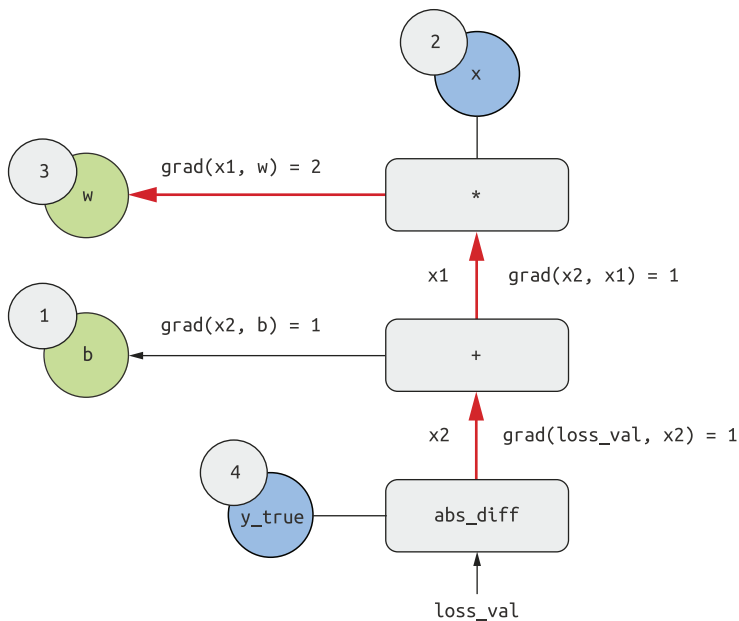 2
x
3
w
grad(x1, w) = 2
*
x1
grad(x2, x1) = 1
1
b
grad(x2, b) = 1
+
x2
grad(loss_val, x2) = 1
4
y_true
abs_diff
loss_val